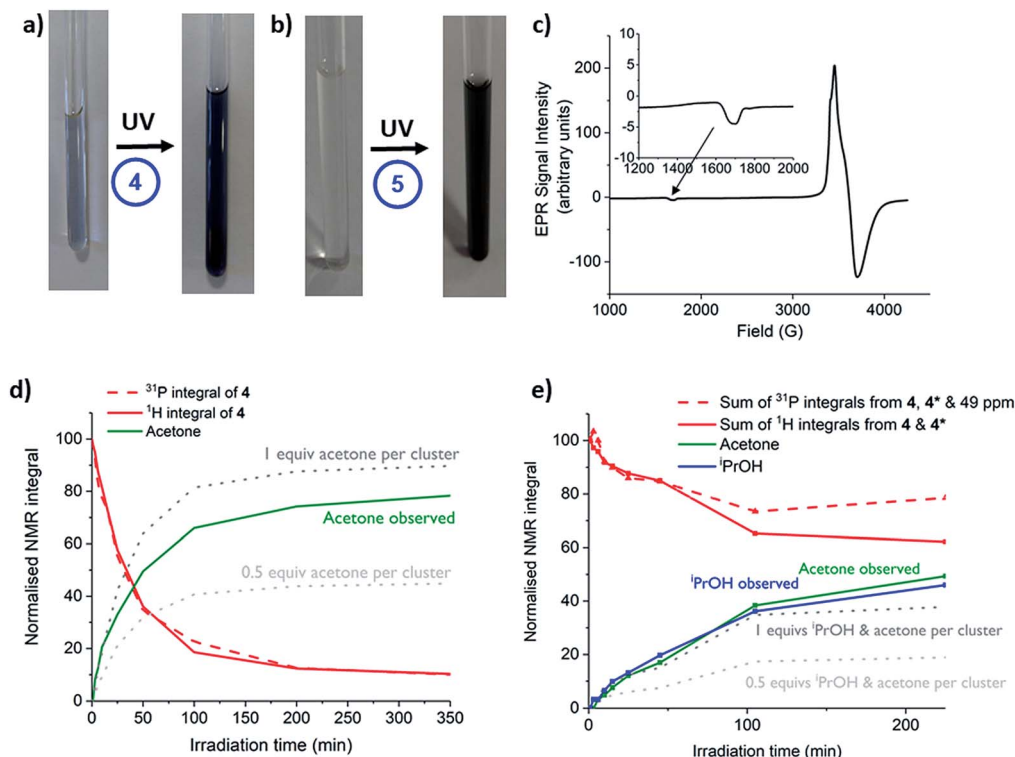 a)
UV
4
b)
UV
5
c)
EPR Signal Intensity
(arbitrary units)
200
100
0
-100
1000
2000
3000
4000
Field (G)
10
5
0
-5
-10
1200
1400
1600
1800
2000
d)
³¹P integral of 4
¹H integral of 4
Acetone
Normalised NMR integral
100
80
60
40
20
0
1 equiv acetone per cluster
Acetone observed
0.5 equiv acetone per cluster
0
50
100
150
200
250
300
350
Irradiation time (min)
e)
Sum of ³¹P integrals from 4, 4* & 49 ppm
Sum of ¹H integrals from 4 & 4*
Acetone
ⁱPrOH
Normalised NMR integral
100
80
60
40
20
0
Acetone observed
ⁱPrOH observed
1 equivs ⁱPrOH & acetone per cluster
0.5 equivs ⁱPrOH & acetone per cluster
0
100
200
Irradiation time (min)